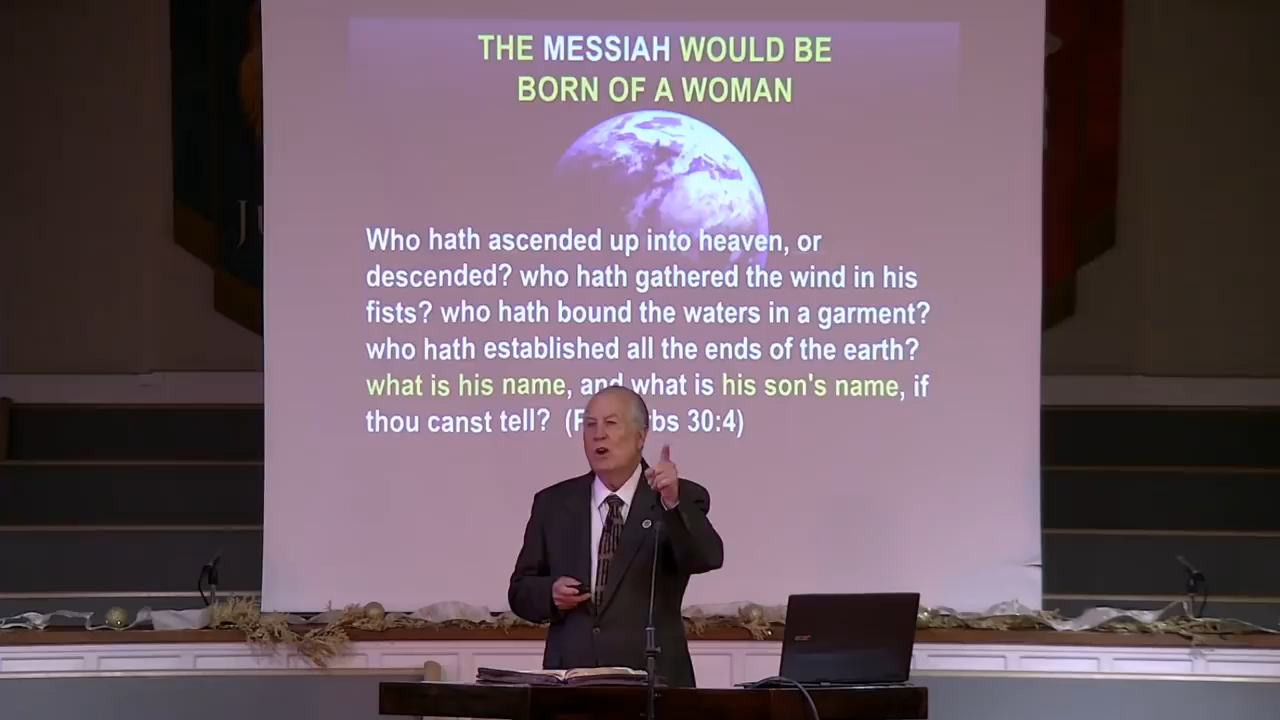 THE MESSIAH WOULD BE
BORN OF A WOMAN
Who hath ascended up into heaven, or
descended? who hath gathered the wind in his
fists? who hath bound the waters in a garment?
who hath established all the ends of the earth?
what is his name, and what is his son's name, if
thou canst tell? 30:4)